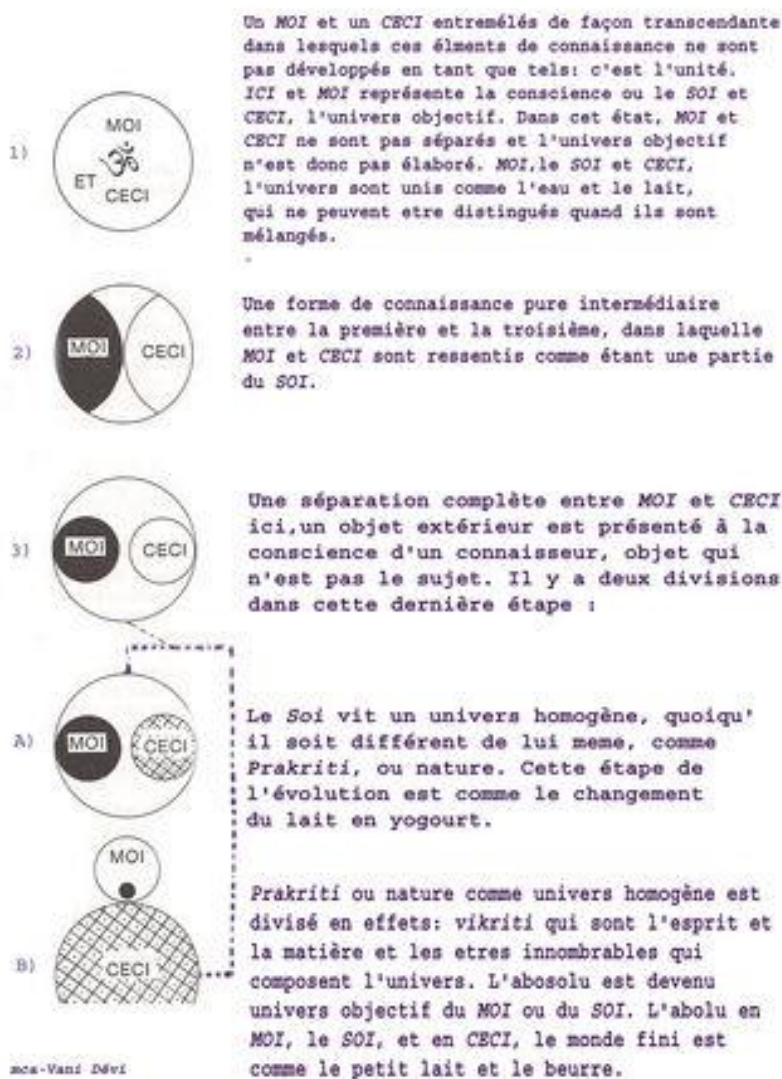 Un MOI et un CECI entremélés de façon transcendante
dans lesquels ces élments de connaissance ne sont
pas développés en tant que tels: c'est l'unité.
ICI et MOI représente la conscience ou le SOI et
CECI, l'univers objectif. Dans cet état, MOI et
CECI ne sont pas séparés et l'univers objectif
n'est donc pas élaboré. MOI,le SOI et CECI,
l'univers sont unis comme l'eau et le lait,
qui ne peuvent etre distingués quand ils sont
mélangés.
1)
MOI
ॐ
ET
CECI
Une forme de connaissance pure intermédiaire
entre la première et la troisième, dans laquelle
MOI et CECI sont ressentis comme étant une partie
du SOI.
2)
MOI CECI
Une séparation complète entre MOI et CECI
ici,un objet extérieur est présenté à la
conscience d'un connaisseur, objet qui
n'est pas le sujet. Il y a deux divisions
dans cette dernière étape :
3)
MOI CECI
Le Soi vit un univers homogène, quoiqu'
il soit différent de lui meme, comme
Prakriti, ou nature. Cette étape de
l'évolution est comme le changement
du lait en yogourt.
A)
MOI CECI
Prakriti ou nature comme univers homogène est
divisé en effets: vikriti qui sont l'esprit et
la matière et les etres innombrables qui
composent l'univers. L'abosolu est devenu
univers objectif du MOI ou du SOI. L'abolu en
MOI, le SOI, et en CECI, le monde fini est
comme le petit lait et le beurre.
B)
MOI
CECI
mca-Vani Dévi